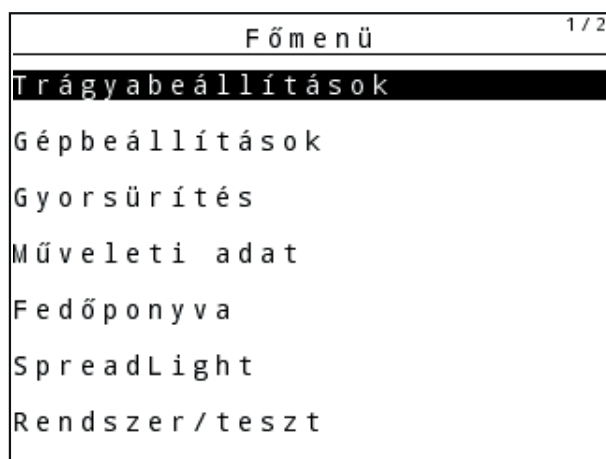 Főmenü
1/2
Trágyabeállítások
Gépbeállítások
Gyorsürítés
Műveleti adat
Fedőponyva
SpreadLight
Rendszer/teszt